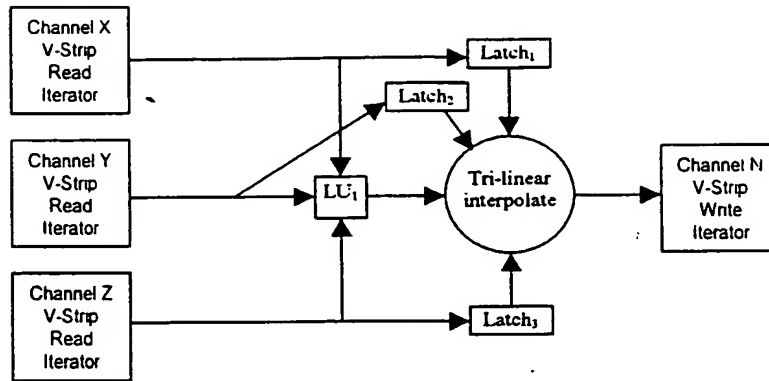 Channel X
V-Strip
Read
Iterator
Latch₁
Latch₂
Channel Y
V-Strip
Read
Iterator
LU₁
Tri-linear
interpolate
Channel N
V-Strip
Write
Iterator
Channel Z
V-Strip
Read
Iterator
Latch₃